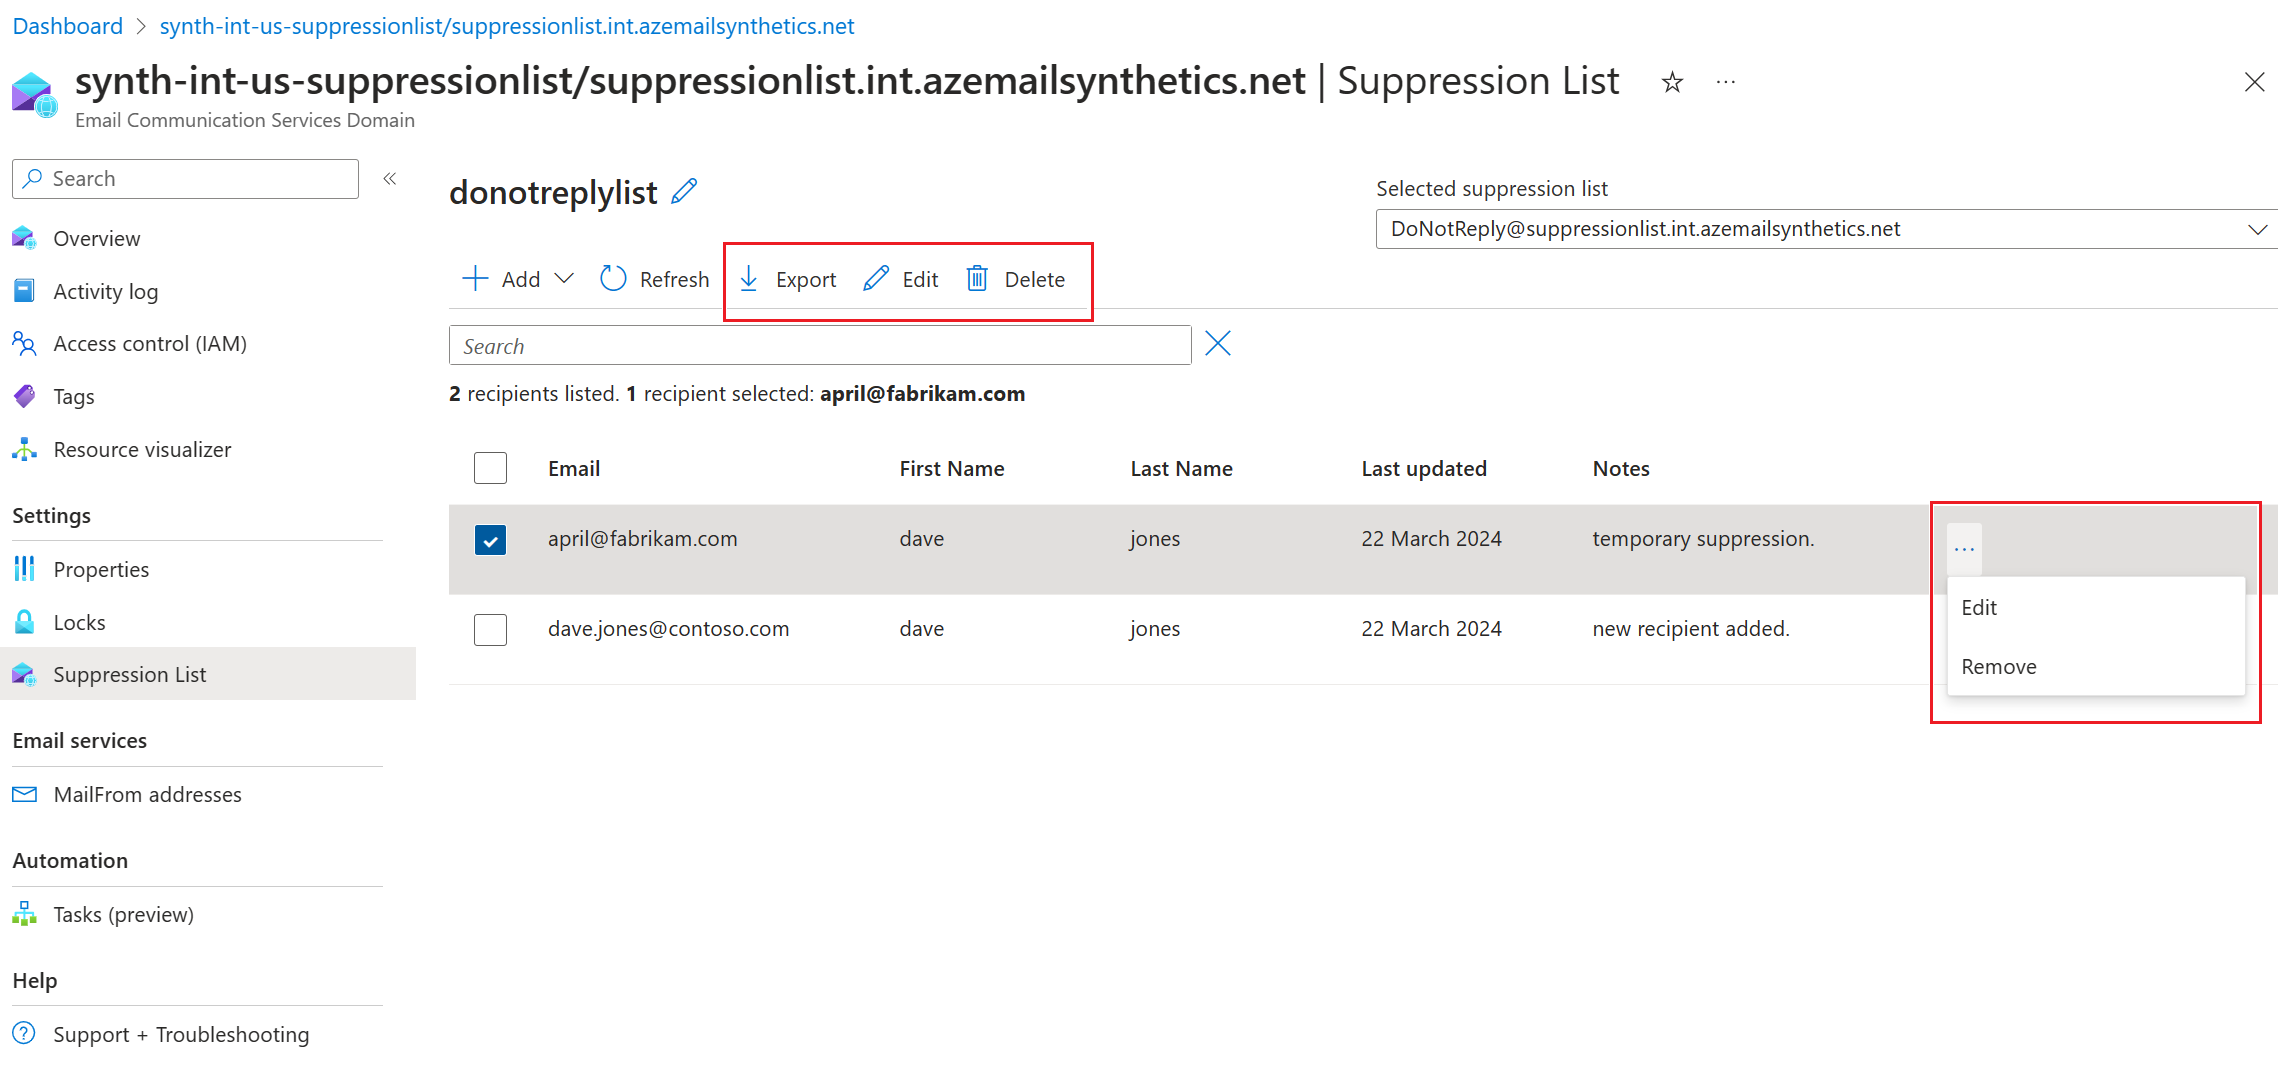 Dashboard > synth-int-us-suppressionlist/suppressionlist.int.azemailsynthetics.net
synth-int-us-suppressionlist/suppressionlist.int.azemailsynthetics.net | Suppression List
Email Communication Services Domain
Search
Overview
Activity log
Access control (IAM)
Tags
Resource visualizer
Settings
Properties
Locks
Suppression List
Email services
MailFrom addresses
Automation
Tasks (preview)
Help
Support + Troubleshooting
donotreplylist
Selected suppression list
DoNotReply@suppressionlist.int.azemailsynthetics.net
Add Refresh Export Edit Delete
Search
2 recipients listed. 1 recipient selected: april@fabrikam.com
Email First Name Last Name Last updated Notes
april@fabrikam.com dave jones 22 March 2024 temporary suppression. ...
dave.jones@contoso.com dave jones 22 March 2024 new recipient added.
Edit
Remove